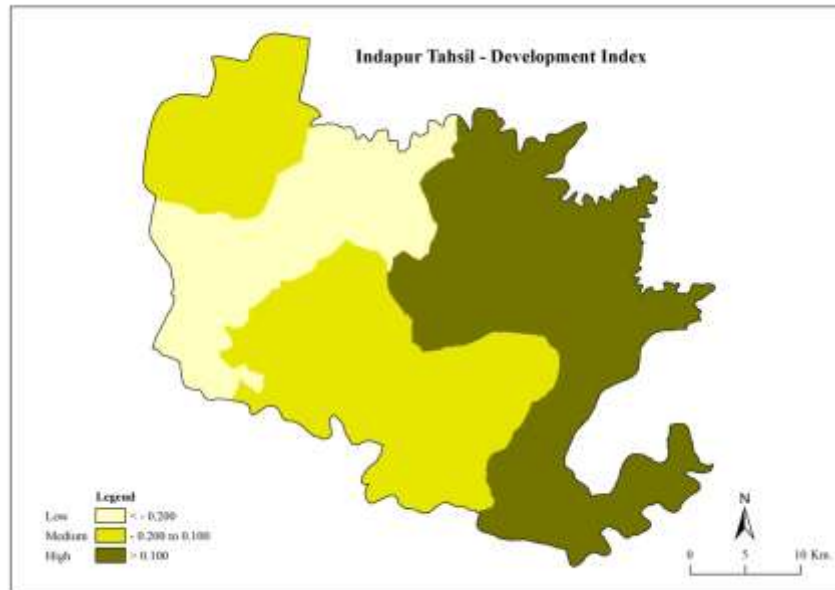 Indapur Tahsil - Development Index
Legend
Low < - 0.200
Medium - 0.200 to 0.100
High > 0.100
N
0 5 10 Km.